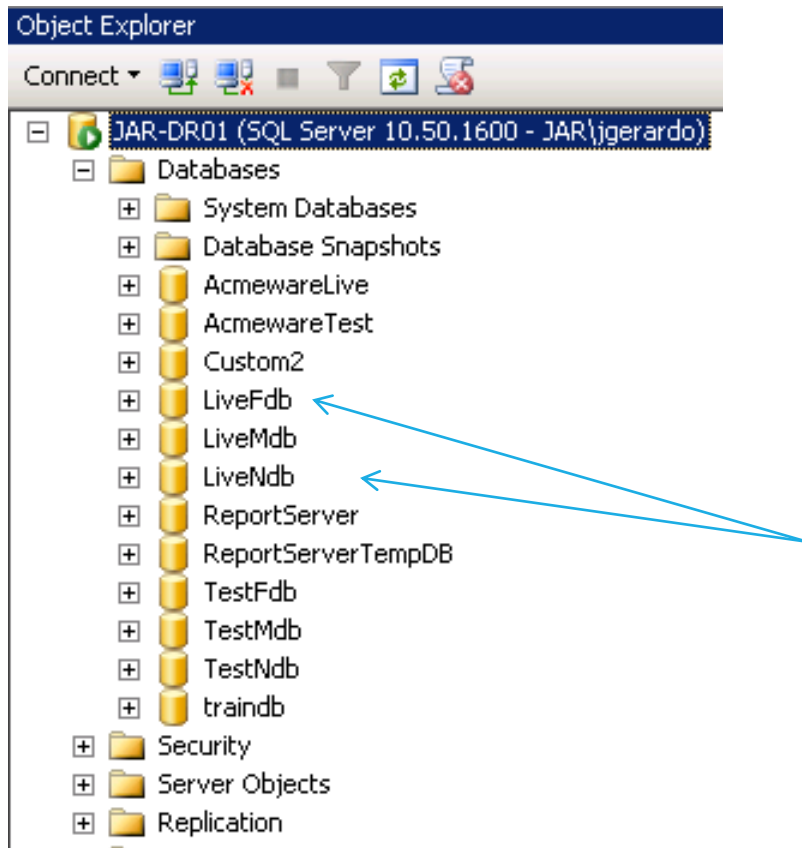 Object Explorer
Connect
JAR-DR01 (SQL Server 10.50.1600 - JAR\jgerardo)
Databases
System Databases
Database Snapshots
AcmewareLive
AcmewareTest
Custom2
LiveFdb
LiveMdb
LiveNdb
ReportServer
ReportServerTempDB
TestFdb
TestMdb
TestNdb
traindb
Security
Server Objects
Replication